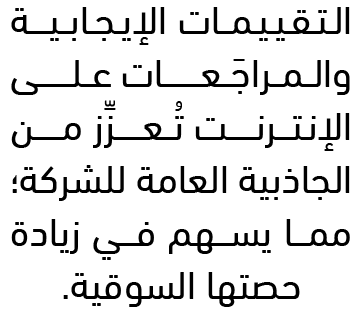 التقييمات الإيجابية
والمراجَعات على
الإنترنت تُعزِّز من
الجاذبية العامة للشركة؛
مما يسهم في زيادة
حصتها السوقية.